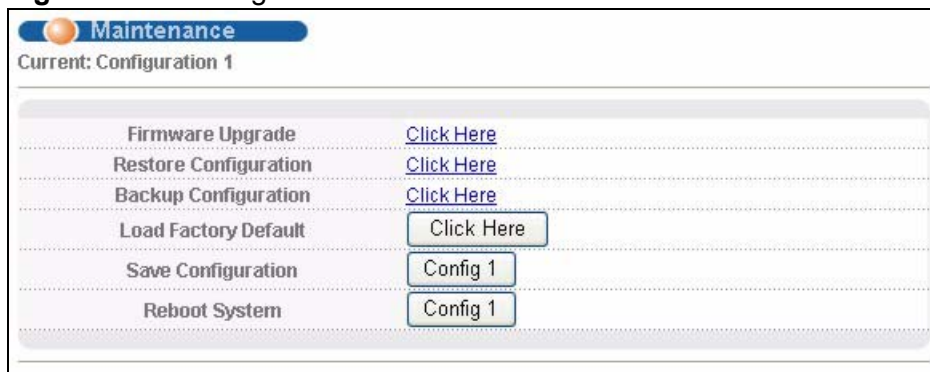 Maintenance
Current: Configuration 1
Firmware Upgrade Click Here
Restore Configuration Click Here
Backup Configuration Click Here
Load Factory Default Click Here
Save Configuration Config 1
Reboot System Config 1